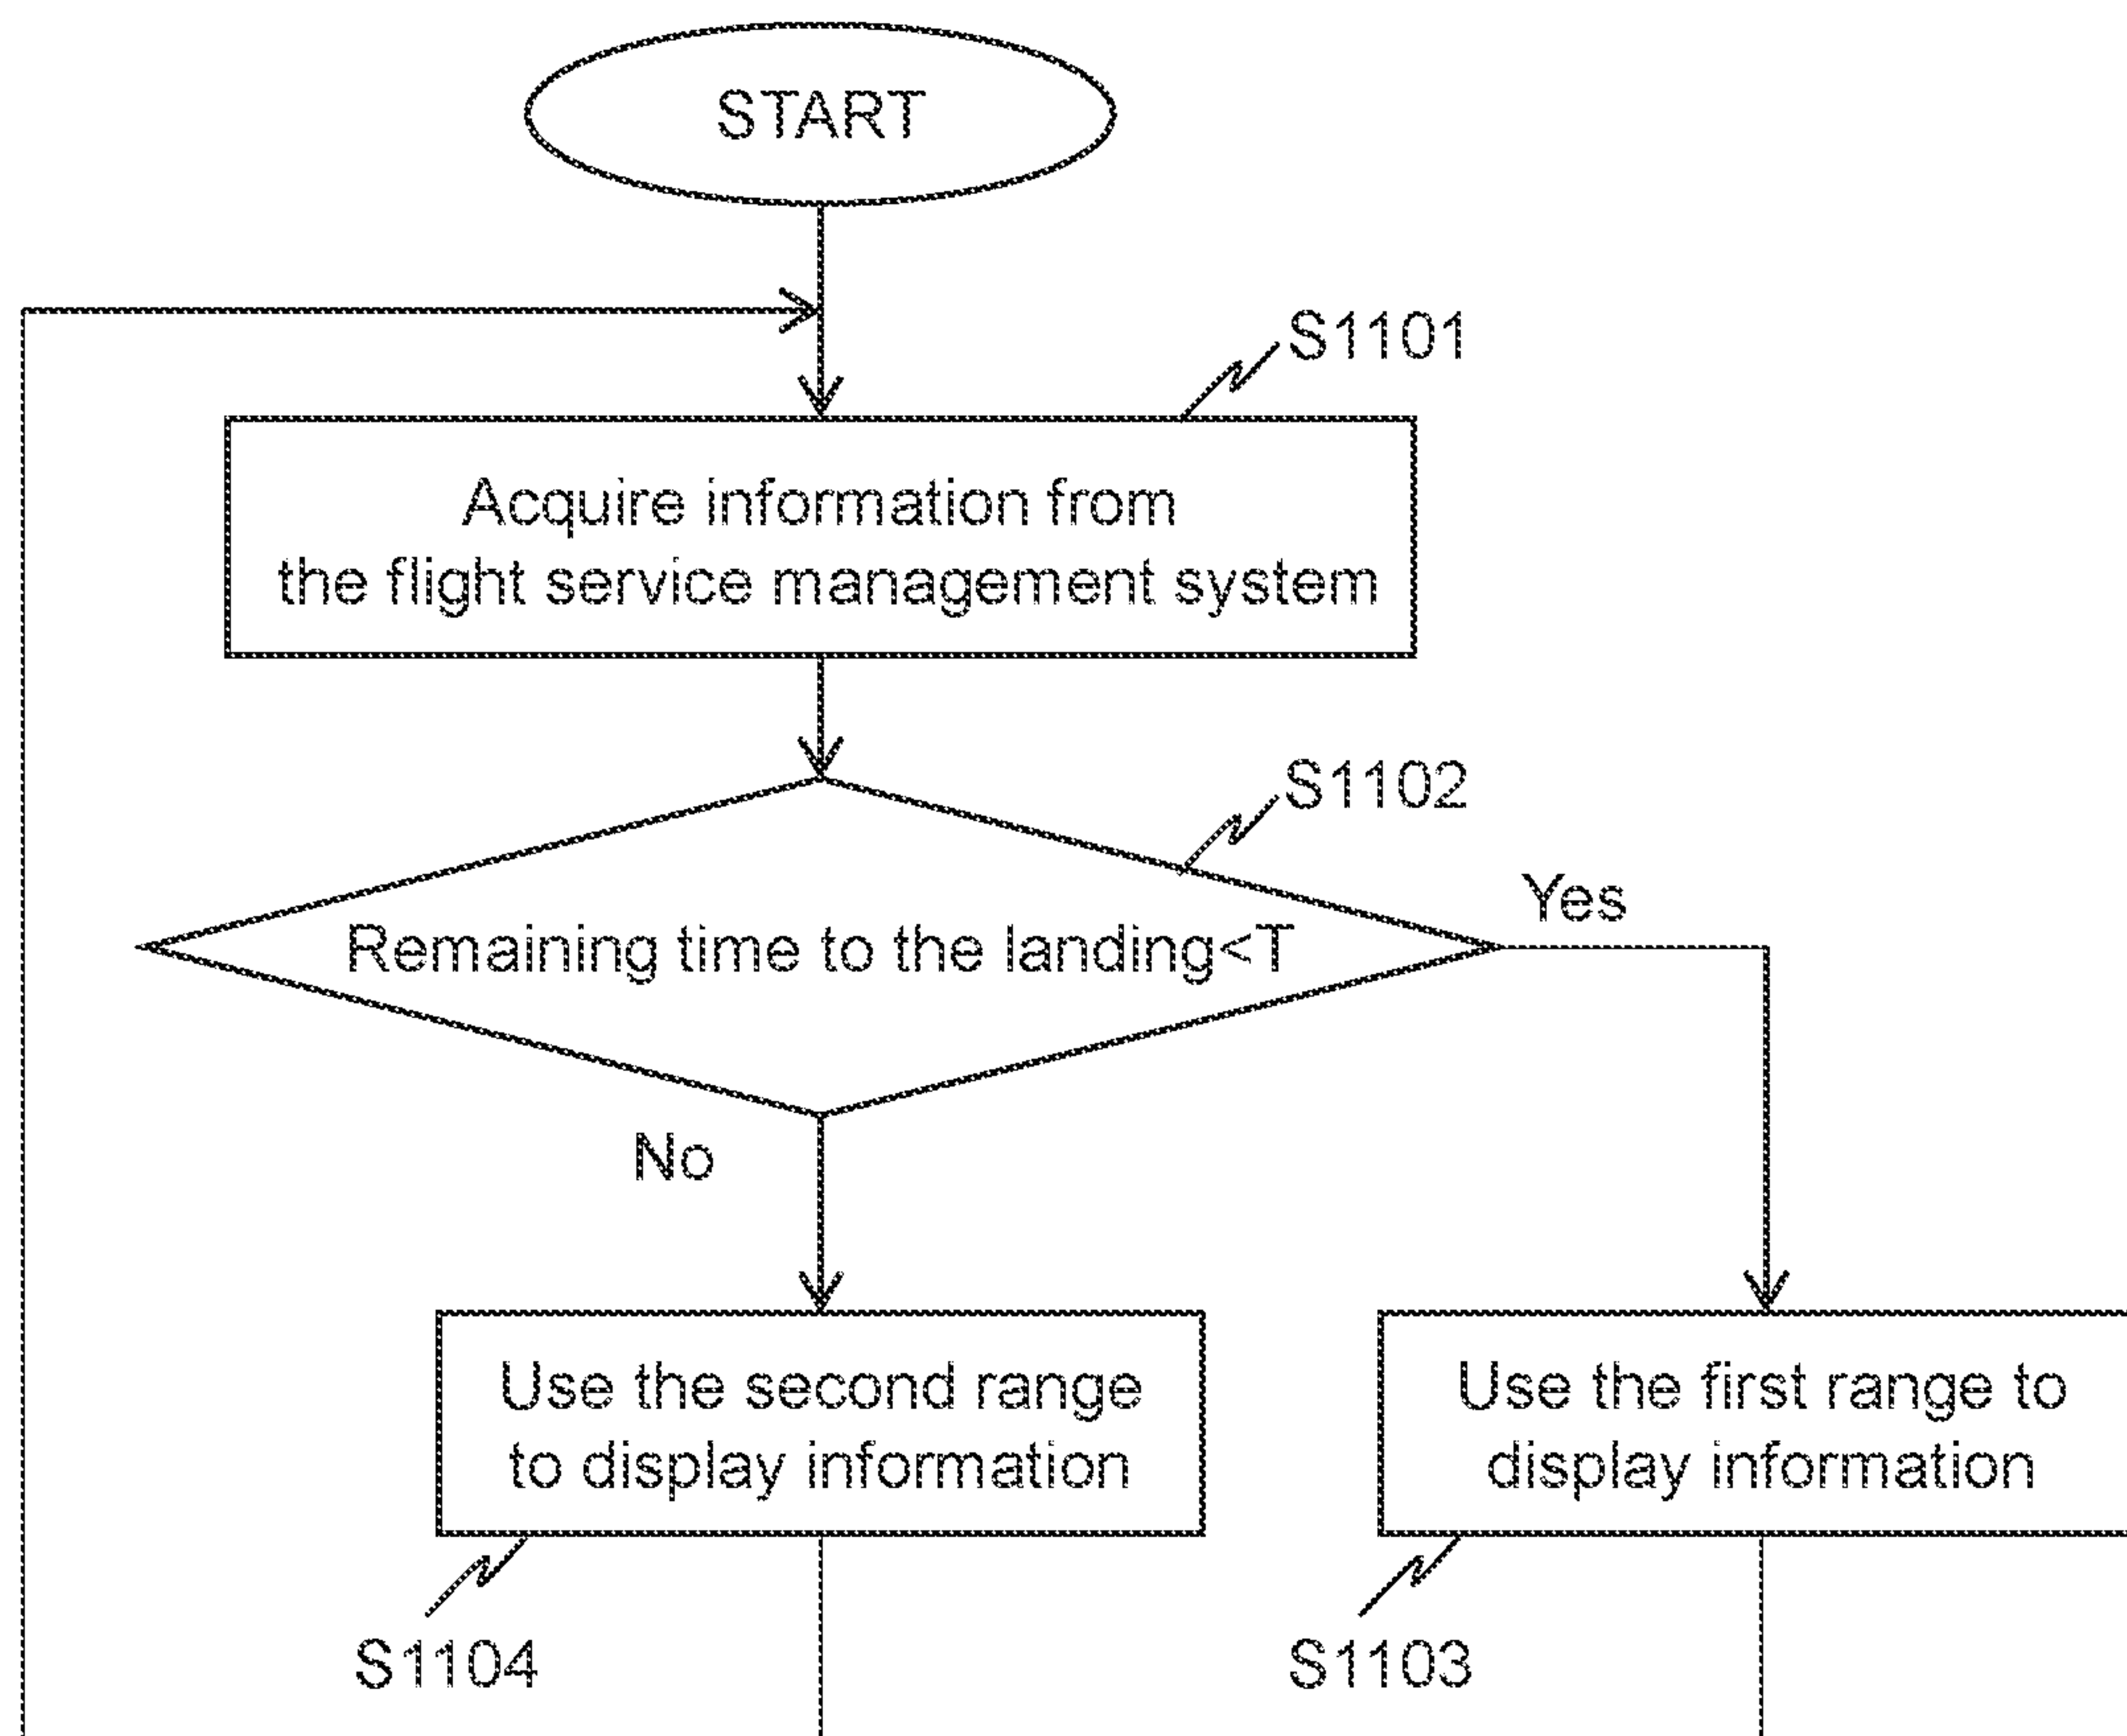 START
S1101
Acquire information from
the flight service management system
S1102
Yes
Remaining time to the landing<T
No
Use the second range
to display information
Use the first range to
display information
S1104
S1103